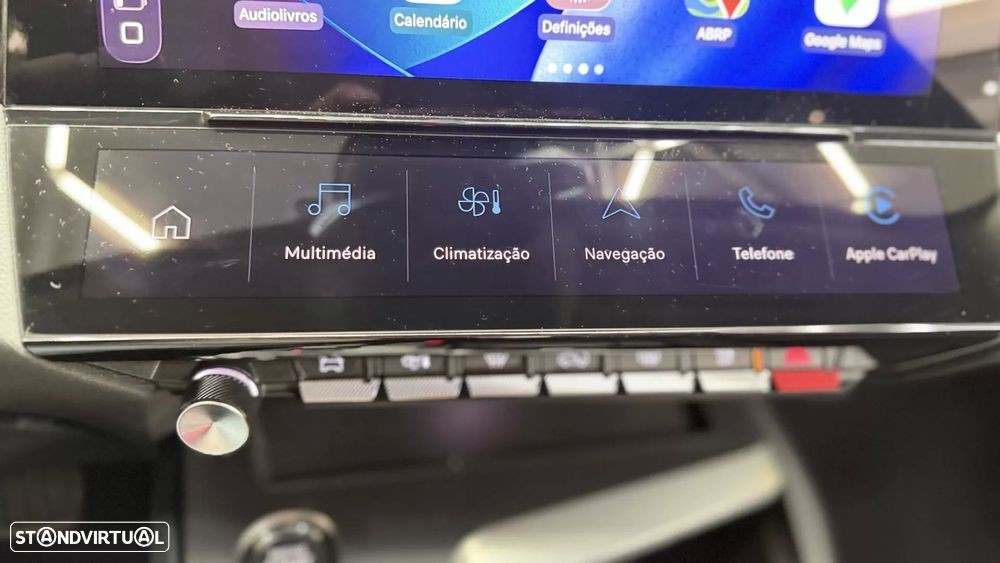 Audiolivros
Calendário
Definições
ABRP
Google Maps
Multimédia
Climatização
Navegação
Telefone
Apple CarPlay
STANDVIRTUAL